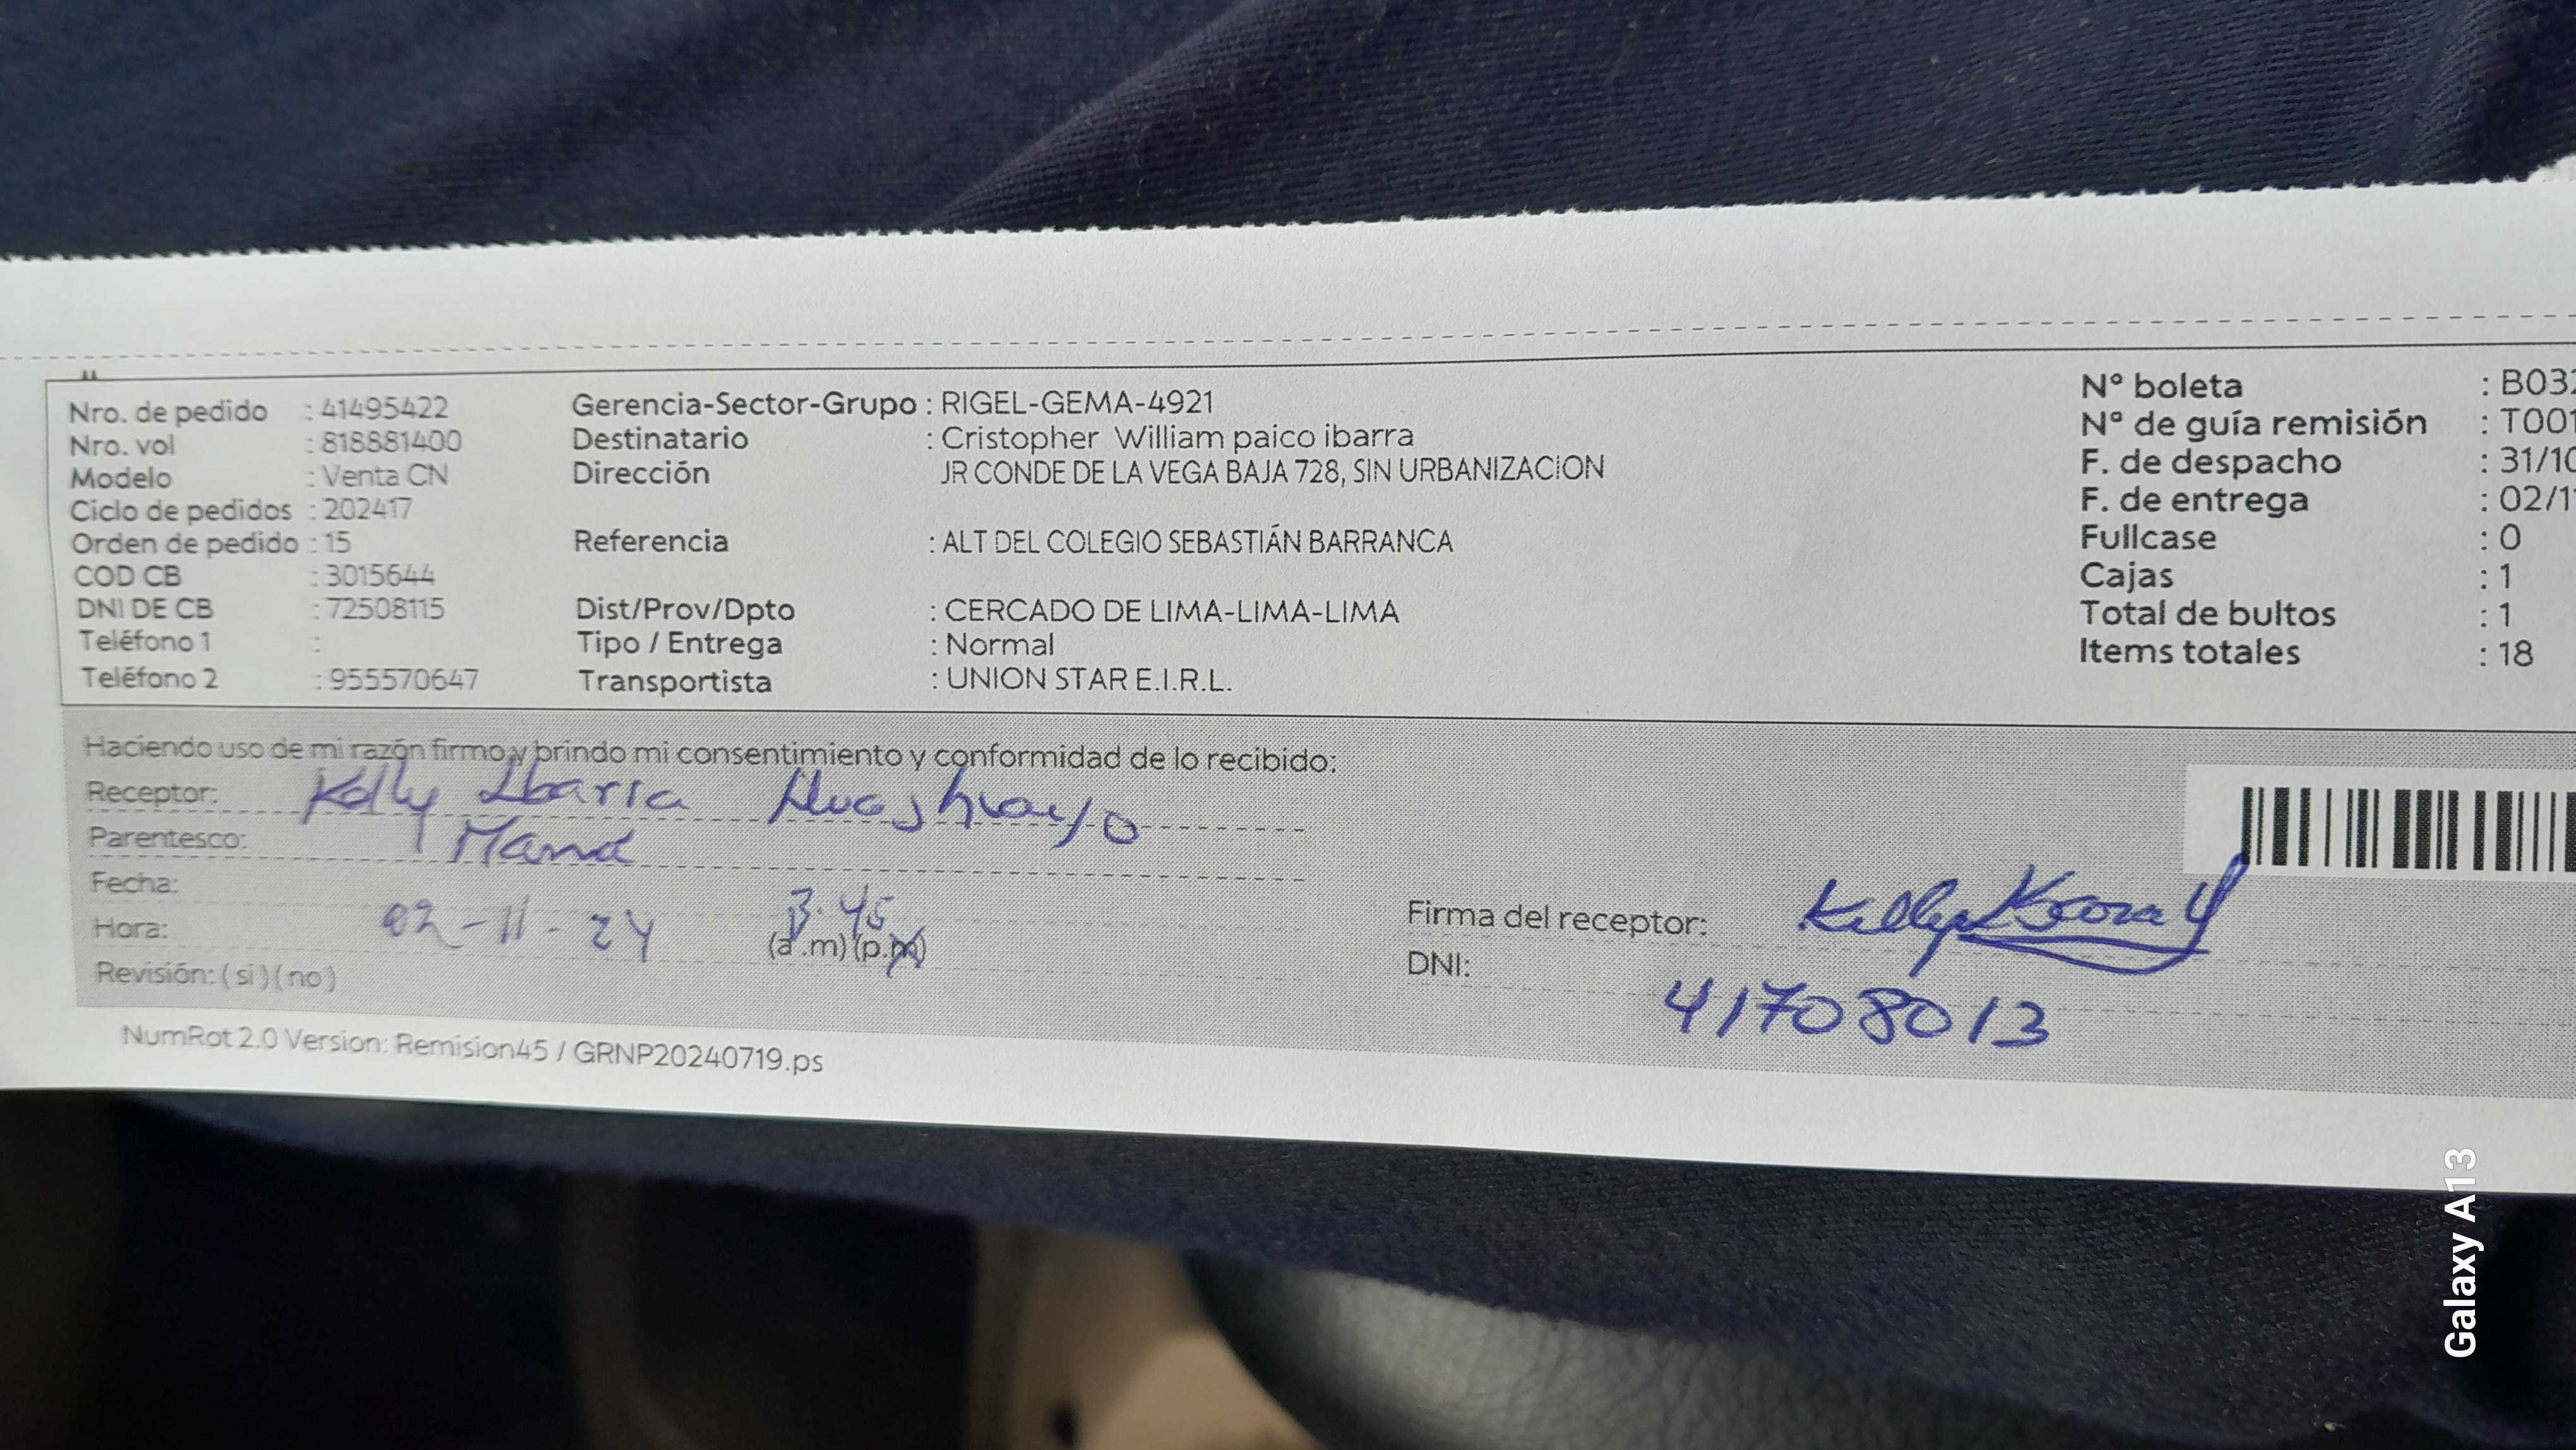 Nro. de pedido : 41495422
Nro. vol : 818881400
Modelo : Venta CN
Ciclo de pedidos : 202417
Orden de pedido : 15
COD CB : 3015644
DNI DE CB : 72508115
Teléfono 1 :
Teléfono 2 : 955570647
Gerencia-Sector-Grupo : RIGEL-GEMA-4921
Destinatario : Cristopher William paico ibarra
Dirección JR CONDE DE LA VEGA BAJA 728, SIN URBANIZACION
Referencia : ALT DEL COLEGIO SEBASTIÁN BARRANCA
Dist/Prov/Dpto : CERCADO DE LIMA-LIMA-LIMA
Tipo / Entrega : Normal
Transportista : UNION STAR E.I.R.L.
Nº boleta : B03
Nº de guía remisión : T001
F. de despacho : 31/10
F. de entrega : 02/1
Fullcase : 0
Cajas : 1
Total de bultos : 1
Items totales : 18
Haciendo uso de mi razón firmo y brindo mi consentimiento y conformidad de lo recibido:
Receptor: Kelly Ibarra
Parentesco:
Fecha:
Hora: 02-11-24 3:45 (a.m) (p.m)
Revisión: (si) (no)
Firma del receptor:
DNI: 41708013
NumRot 2.0 Version: Remision45 / GRNP20240719.ps
Galaxy A13